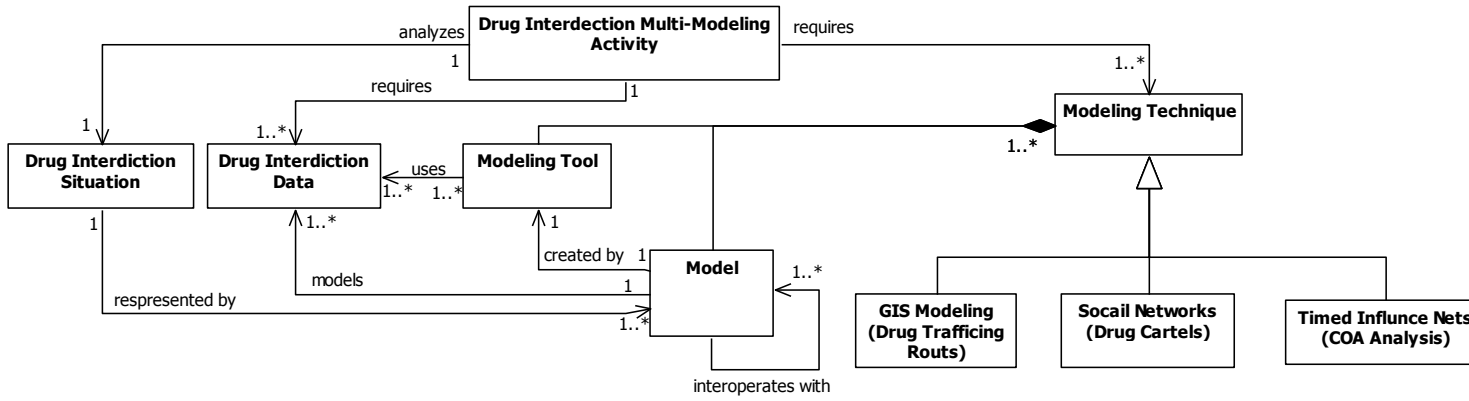 Drug Interdection Multi-Modeling
Activity
analyzes
1
requires
1..*
requires
1
1..*
1
Modeling Technique
1..*
Drug Interdiction
Situation
Drug Interdiction
Data
Modeling Tool
uses
1..*
1..*
1
1..*
1
created by
1
Model
1..*
models
1
respresented by
1..*
interoperates with
GIS Modeling
(Drug Trafficing
Routs)
Socail Networks
(Drug Cartels)
Timed Influnce Nets
(COA Analysis)